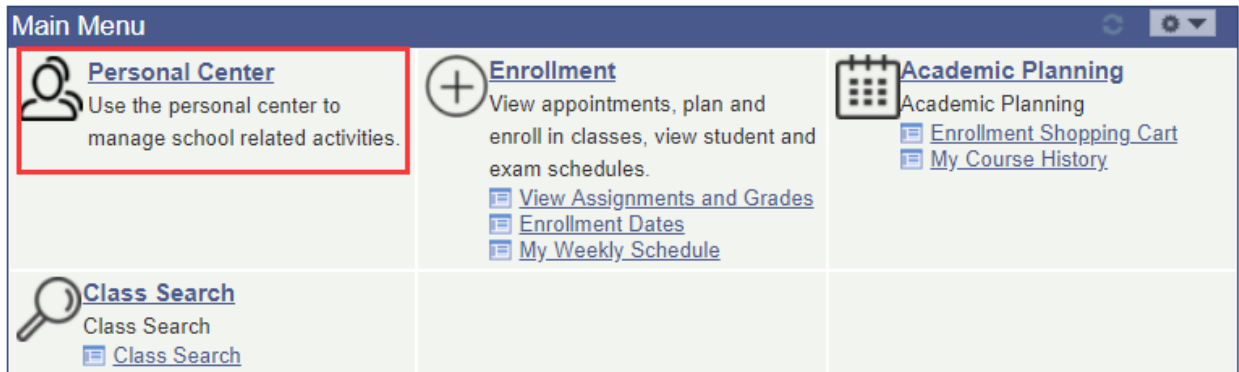 Main Menu
Personal Center
Use the personal center to
manage school related activities.
Enrollment
View appointments, plan and
enroll in classes, view student and
exam schedules.
View Assignments and Grades
Enrollment Dates
My Weekly Schedule
Academic Planning
Academic Planning
Enrollment Shopping Cart
My Course History
Class Search
Class Search
Class Search